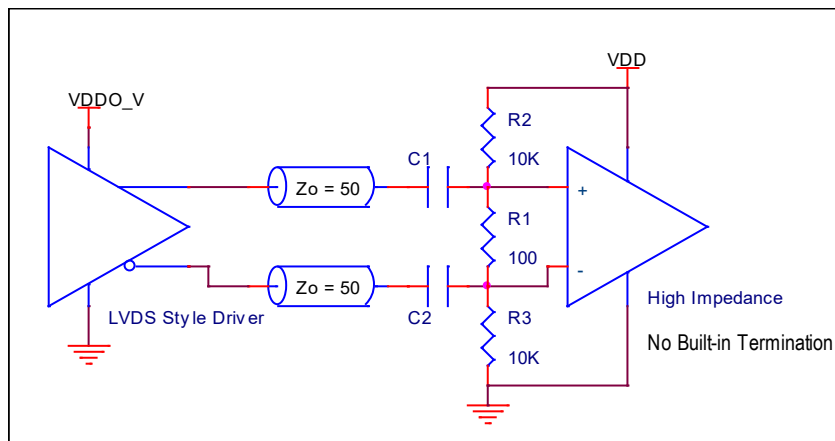 VDD
VDDO_V
R2
10K
C1
Zo = 50
+
R1
100
Zo = 50
-
C2
R3
10K
LVDS Style Driver
High Impedance
No Built-in Termination